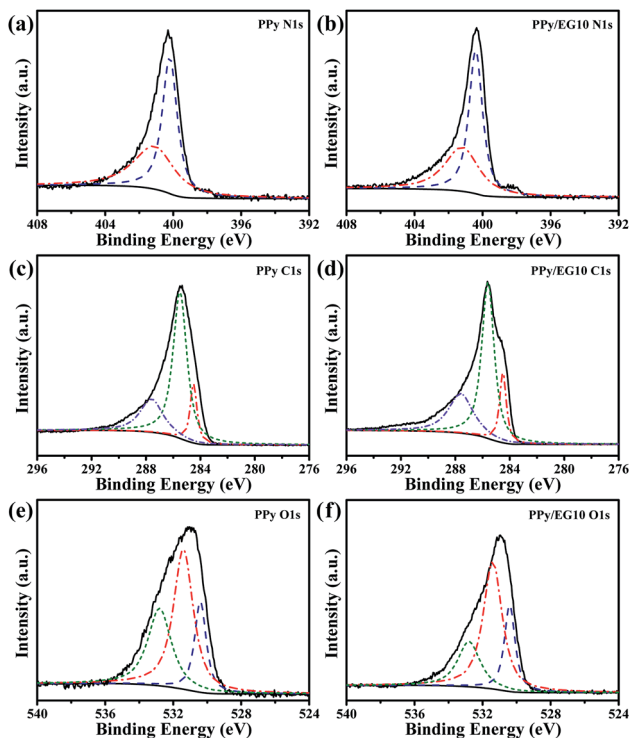 (a)
PPy N1s
Intensity (a.u.)
408 404 400 396 392
Binding Energy (eV)
(b)
PPy/EG10 N1s
Intensity (a.u.)
408 404 400 396 392
Binding Energy (eV)
(c)
PPy C1s
Intensity (a.u.)
296 292 288 284 280 276
Binding Energy (eV)
(d)
PPy/EG10 C1s
Intensity (a.u.)
296 292 288 284 280 276
Binding Energy (eV)
(e)
PPy O1s
Intensity (a.u.)
540 536 532 528 524
Binding Energy (eV)
(f)
PPy/EG10 O1s
Intensity (a.u.)
540 536 532 528 524
Binding Energy (eV)